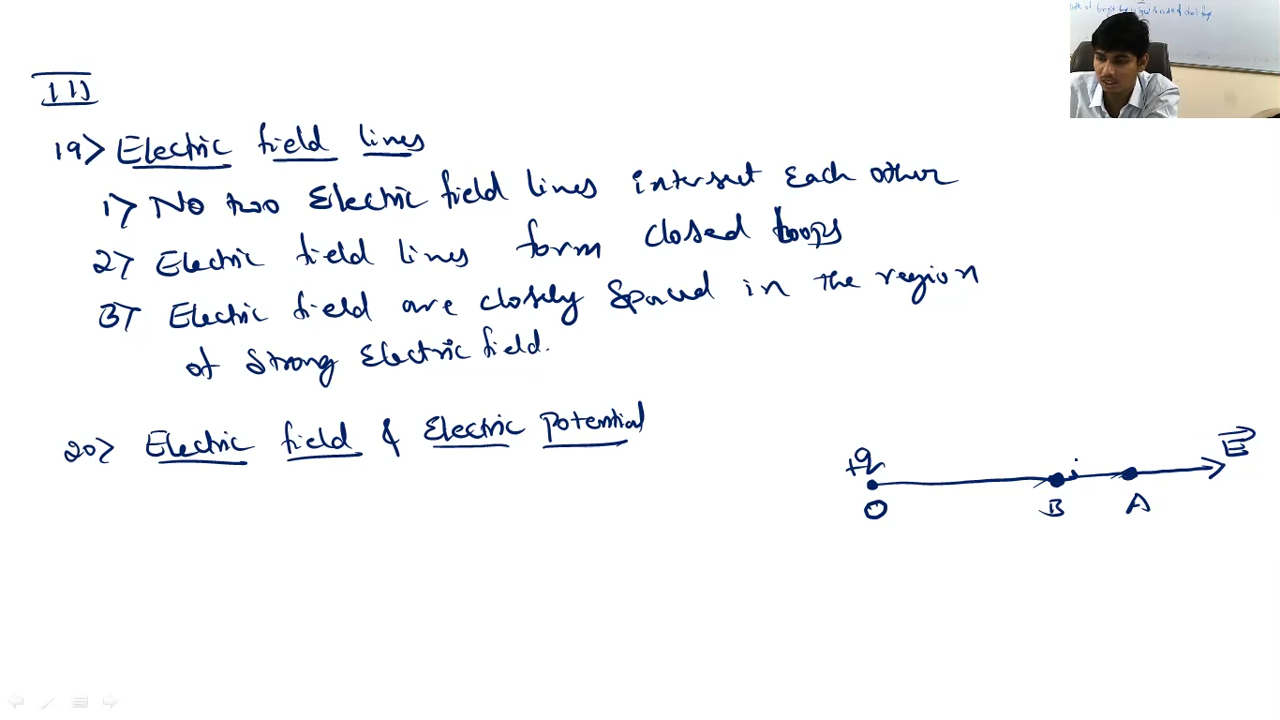 III
19> Electric field lines
1> No two Electric field lines intersect Each other
2> Electric field lines form closed loops
3> Electric field are closely spaced in the region
of strong Electric field.
20> Electric field & Electric potential
+q E
O B A